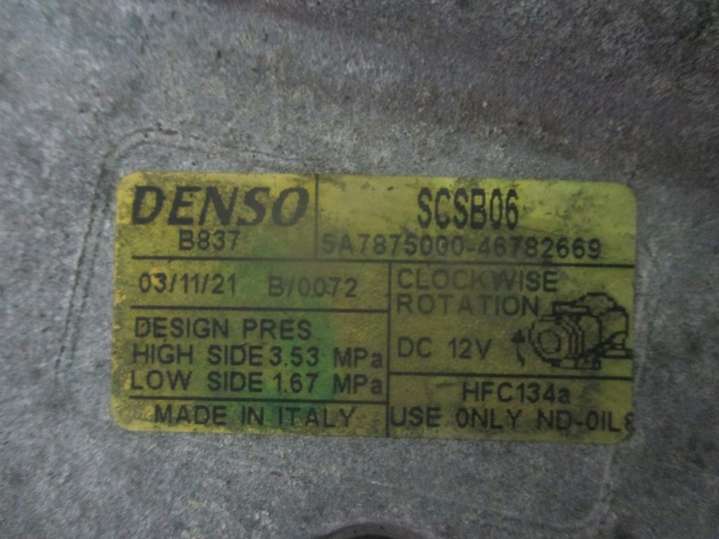 DENSO
B837
SCSB06
5A7875000-46782669
03/11/21 B/0072
CLOCKWISE
ROTATION
DESIGN PRES
HIGH SIDE 3.53 MPa
LOW SIDE 1.67 MPa
DC 12V
HFC134a
MADE IN ITALY
USE ONLY ND-OIL8